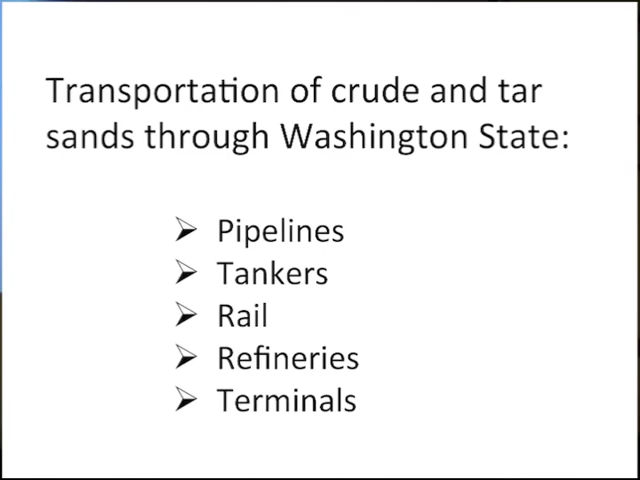 Transportation of crude and tar
sands through Washington State:
➢ Pipelines
➢ Tankers
➢ Rail
➢ Refineries
➢ Terminals